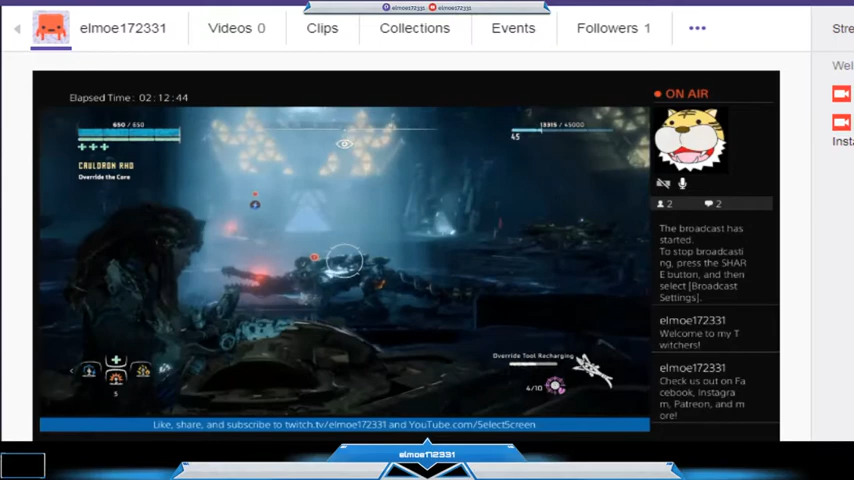 elmoe172331 elmoe172331
elmoe172331 Videos 0 Clips Collections Events Followers 1 ••• Stre
Elapsed Time : 02:12:44
ON AIR
Wel
650 / 650
13315 / 45000
45
CAULDRON RHO
Override the Core
Insta
2 2
The broadcast has
started.
To stop broadcasti
ng, press the SHAR
E button, and then
select [Broadcast
Settings].
elmoe172331
Welcome to my T
witchers!
Override Tool Recharging
4/10
5
elmoe172331
Check us out on Fa
cebook, Instagra
m, Patreon, and m
ore!
Like, share, and subscribe to twitch.tv/elmoe172331 and YouTube.com/SelectScreen
elmoe172331